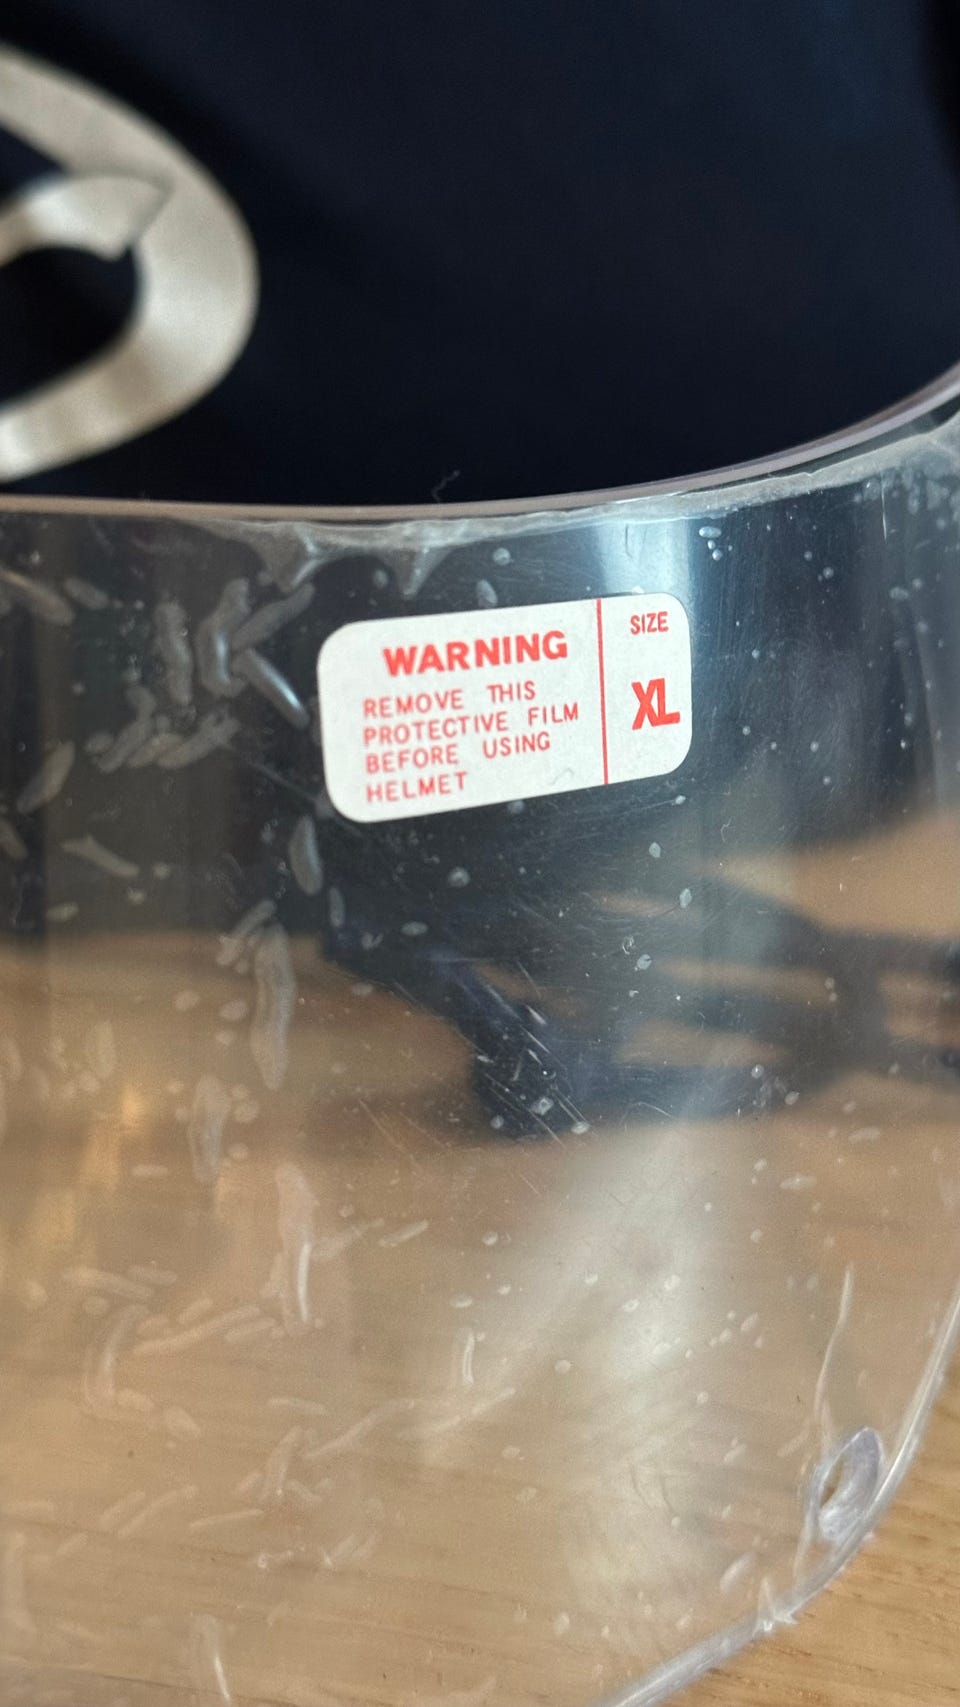 WARNING
REMOVE THIS
PROTECTIVE FILM
BEFORE USING
HELMET
SIZE
XL